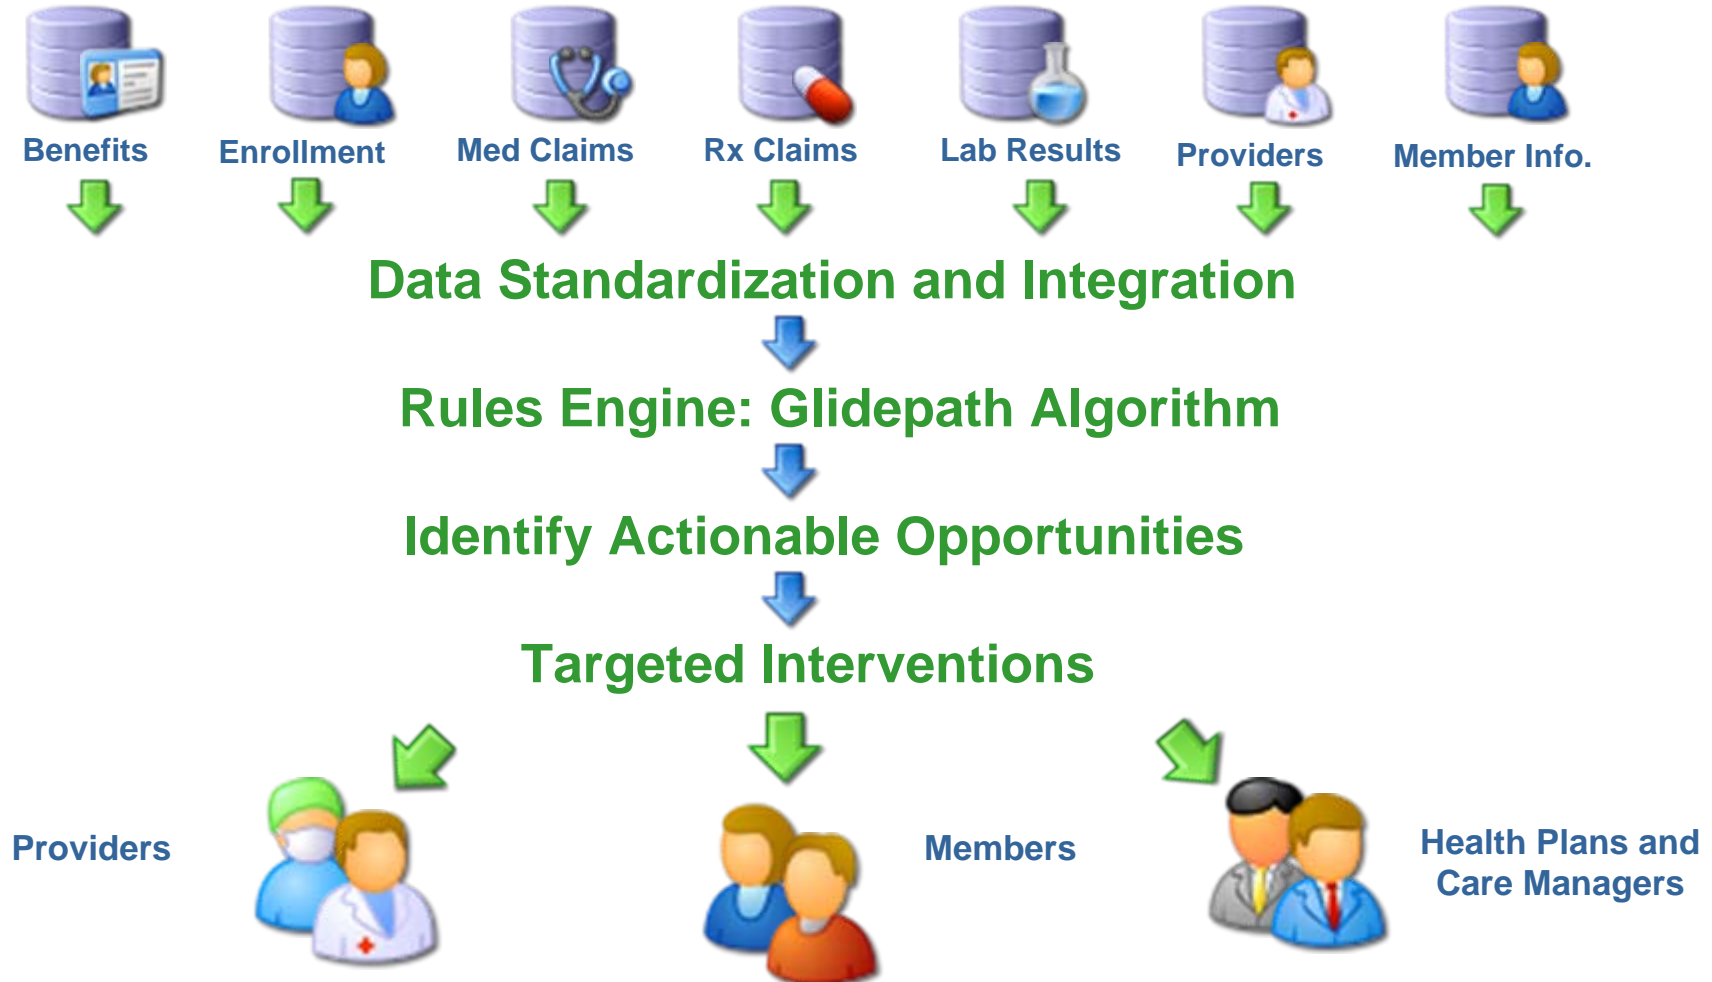 Benefits
Enrollment
Med Claims
Rx Claims
Lab Results
Providers
Member Info.
Data Standardization and Integration
Rules Engine: Glidepath Algorithm
Identify Actionable Opportunities
Targeted Interventions
Providers
Members
Health Plans and
Care Managers